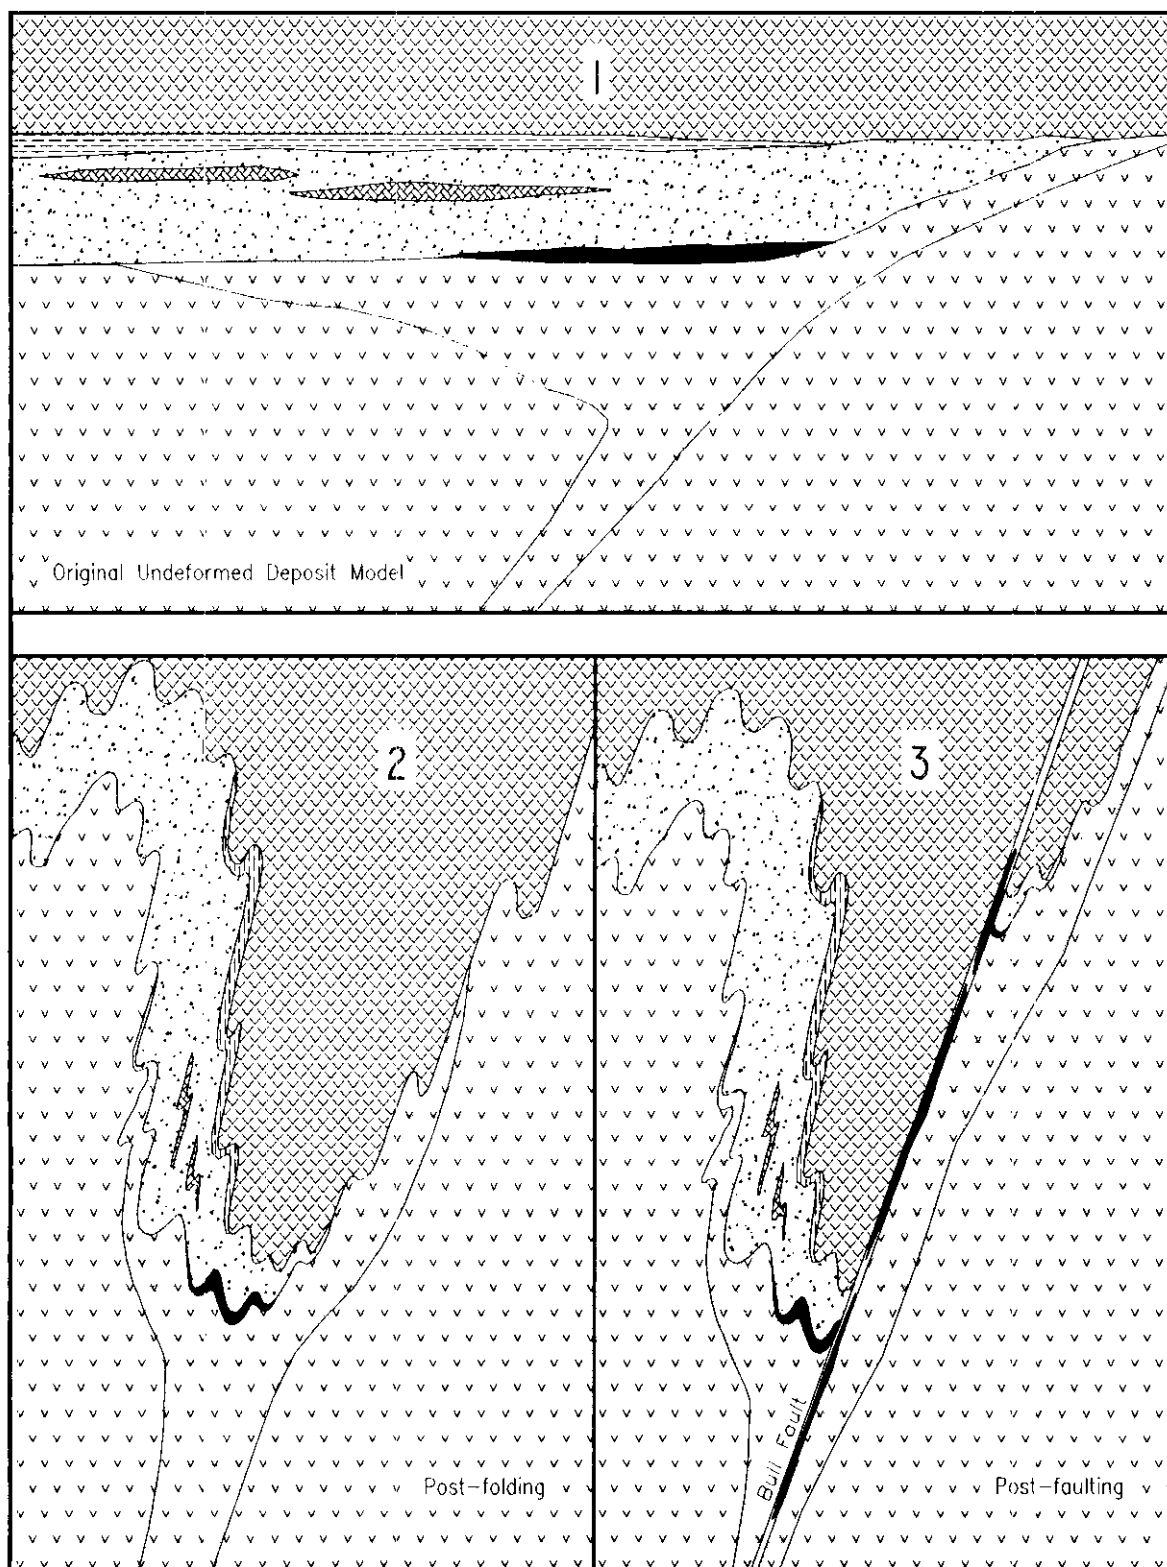 1
Original Undeformed Deposit Model
2
3
Bull Fault
Post-folding
Post-faulting